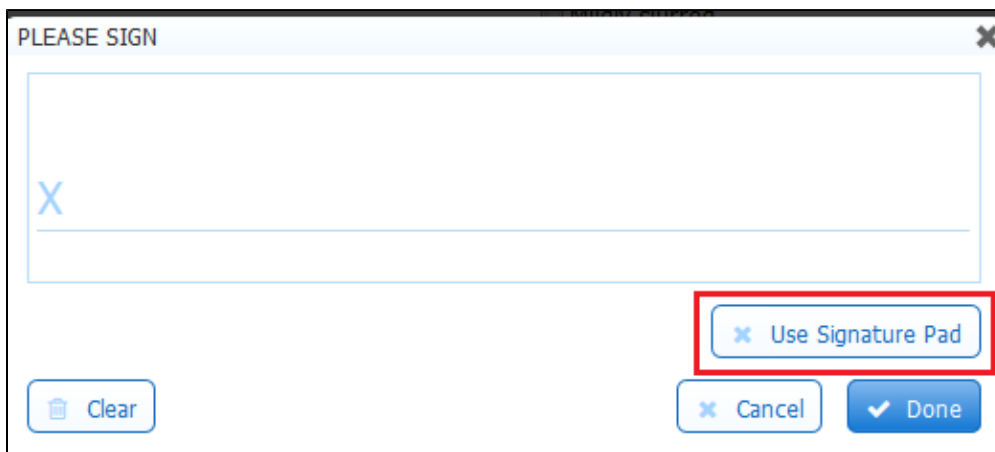 PLEASE SIGN
X
Use Signature Pad
Clear
Cancel
Done